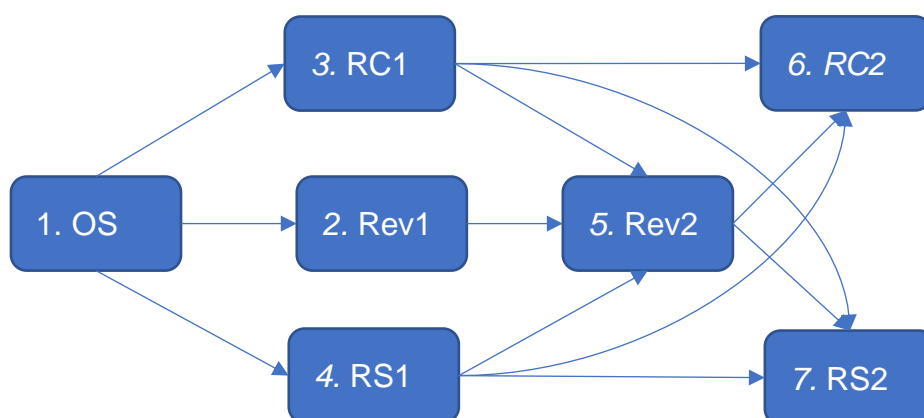 3. RC1
6. RC2
1. OS
2. Rev1
5. Rev2
4. RS1
7. RS2